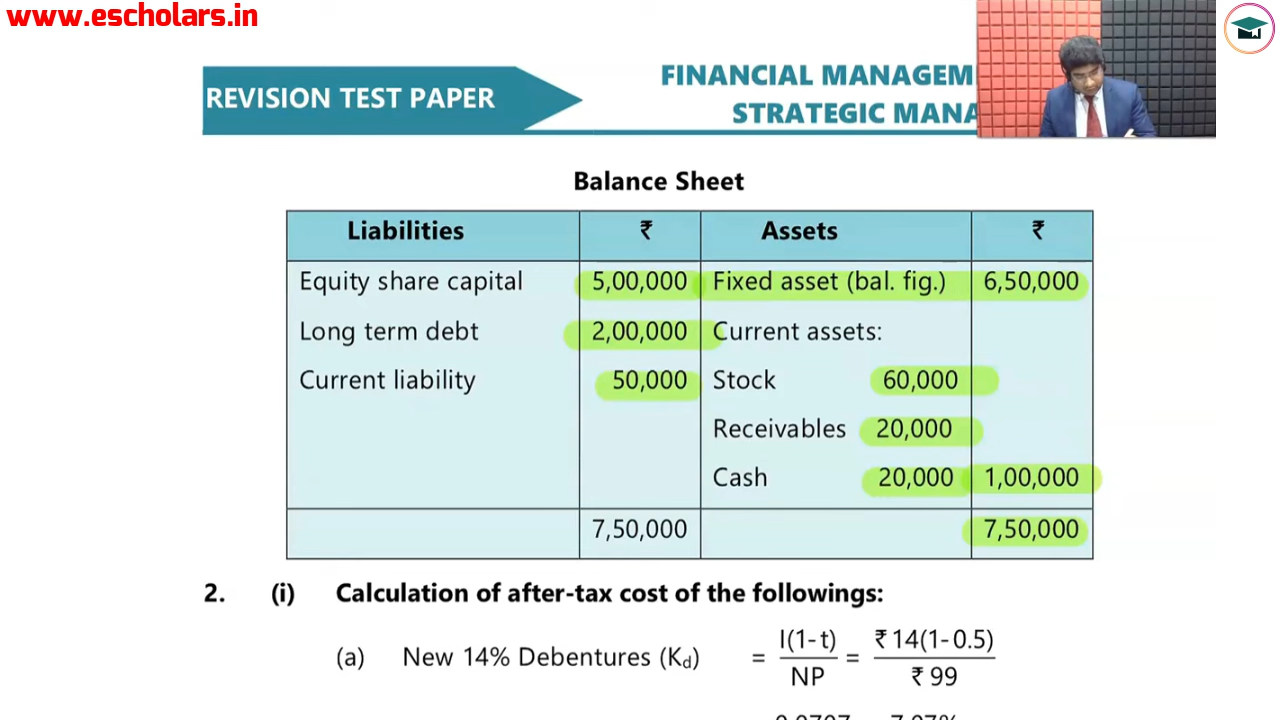 www.escholars.in
REVISION TEST PAPER
FINANCIAL MANAGEM
STRATEGIC MANA
Balance Sheet
Liabilities ₹ Assets ₹
Equity share capital 5,00,000 Fixed asset (bal. fig.) 6,50,000
Long term debt 2,00,000 Current assets:
Current liability 50,000 Stock 60,000
Receivables 20,000
Cash 20,000 1,00,000
7,50,000 7,50,000
2. (i) Calculation of after-tax cost of the followings:
(a) New 14% Debentures (Kd) = I(1-t)/NP = ₹ 14(1-0.5)/₹ 99